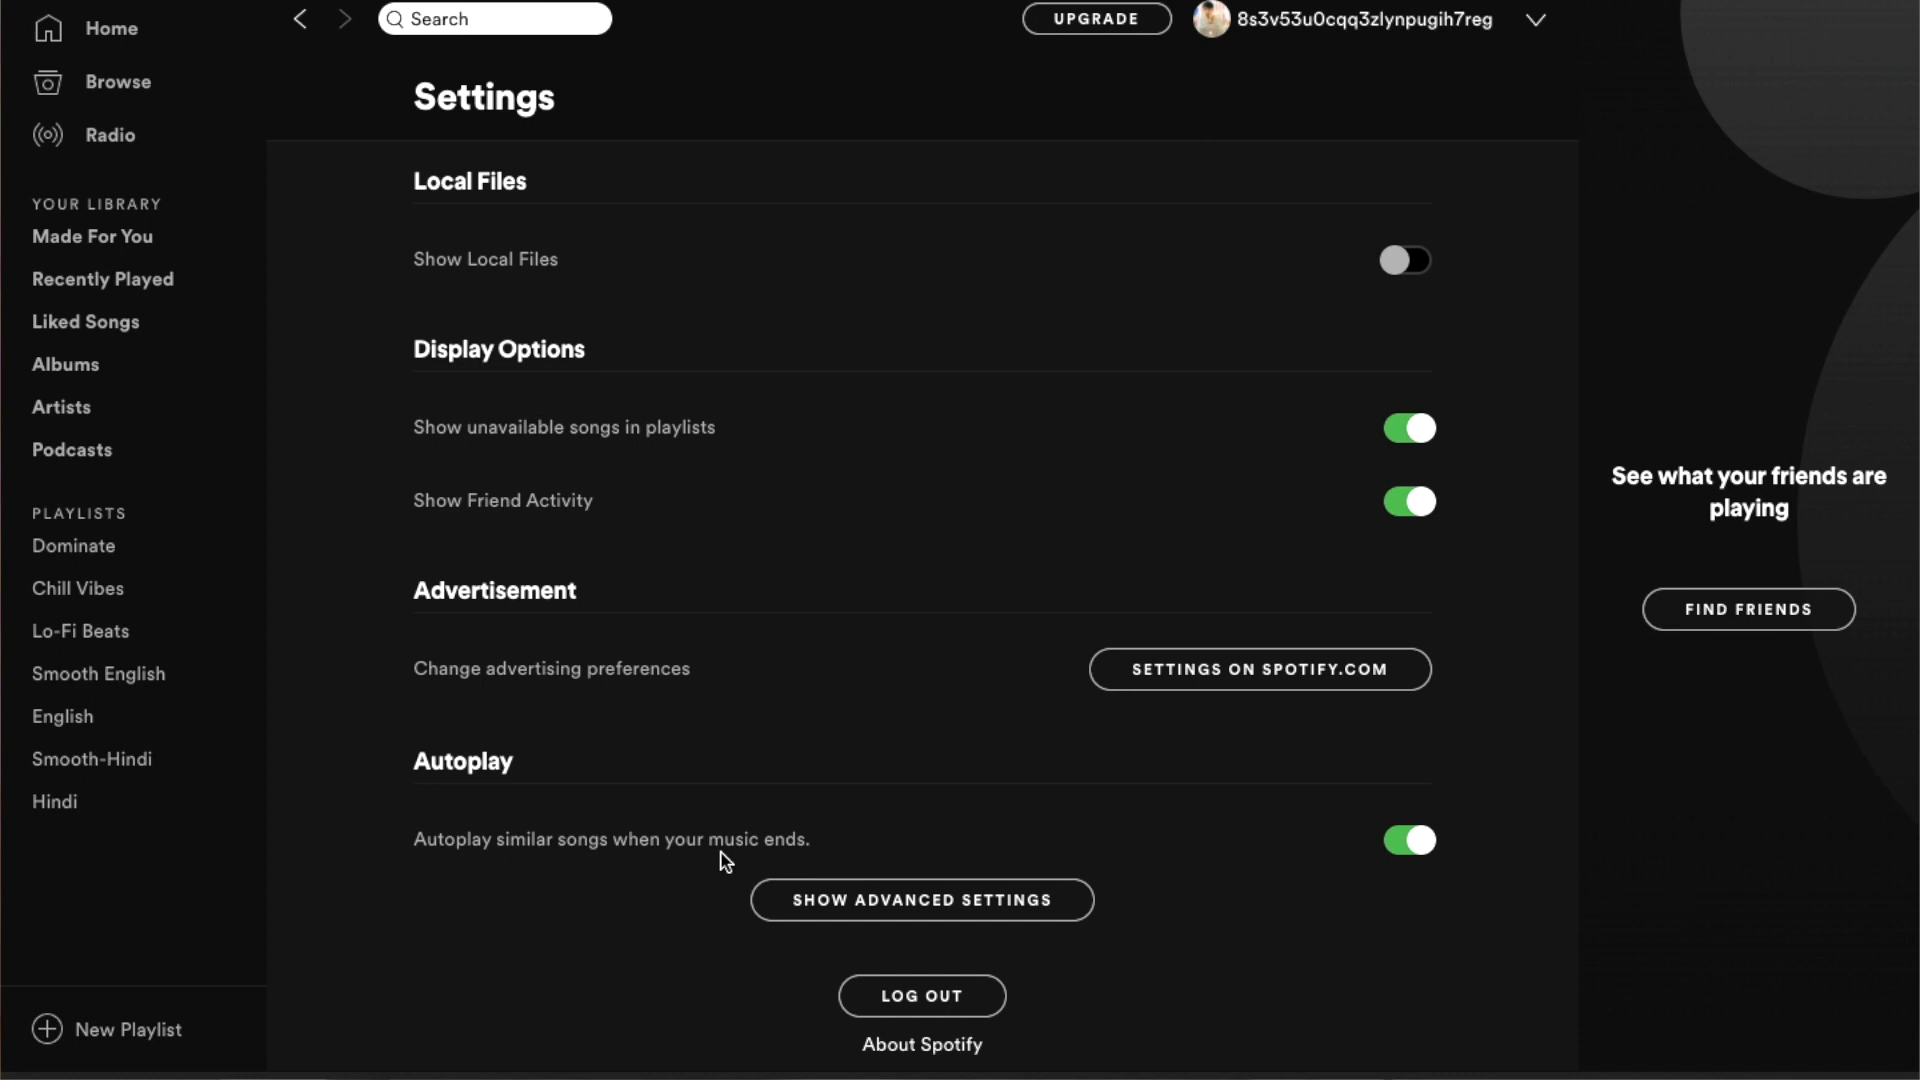 Home
Browse
Radio
YOUR LIBRARY
Made For You
Recently Played
Liked Songs
Albums
Artists
Podcasts
PLAYLISTS
Dominate
Chill Vibes
Lo-Fi Beats
Smooth English
English
Smooth-Hindi
Hindi
New Playlist
Search
UPGRADE
8s3v53u0cqq3zlynpugih7reg
Settings
Local Files
Show Local Files
Display Options
Show unavailable songs in playlists
Show Friend Activity
Advertisement
Change advertising preferences
SETTINGS ON SPOTIFY.COM
Autoplay
Autoplay similar songs when your music ends.
SHOW ADVANCED SETTINGS
LOG OUT
About Spotify
See what your friends are
playing
FIND FRIENDS